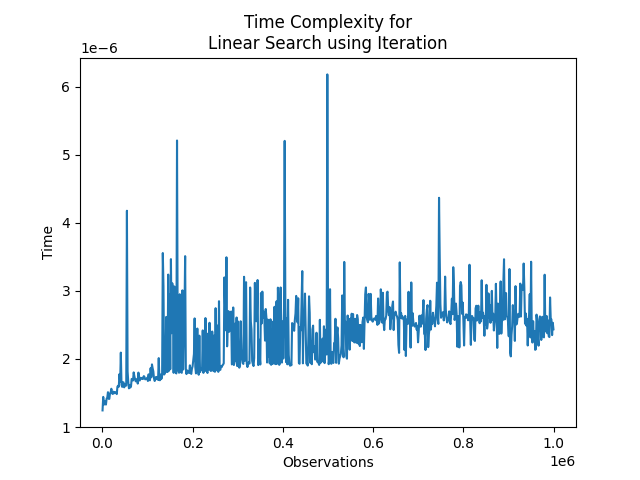 Time Complexity for
Linear Search using Iteration
1e−6
6
5
4
3
2
1
Time
0.0 0.2 0.4 0.6 0.8 1.0
Observations
1e6